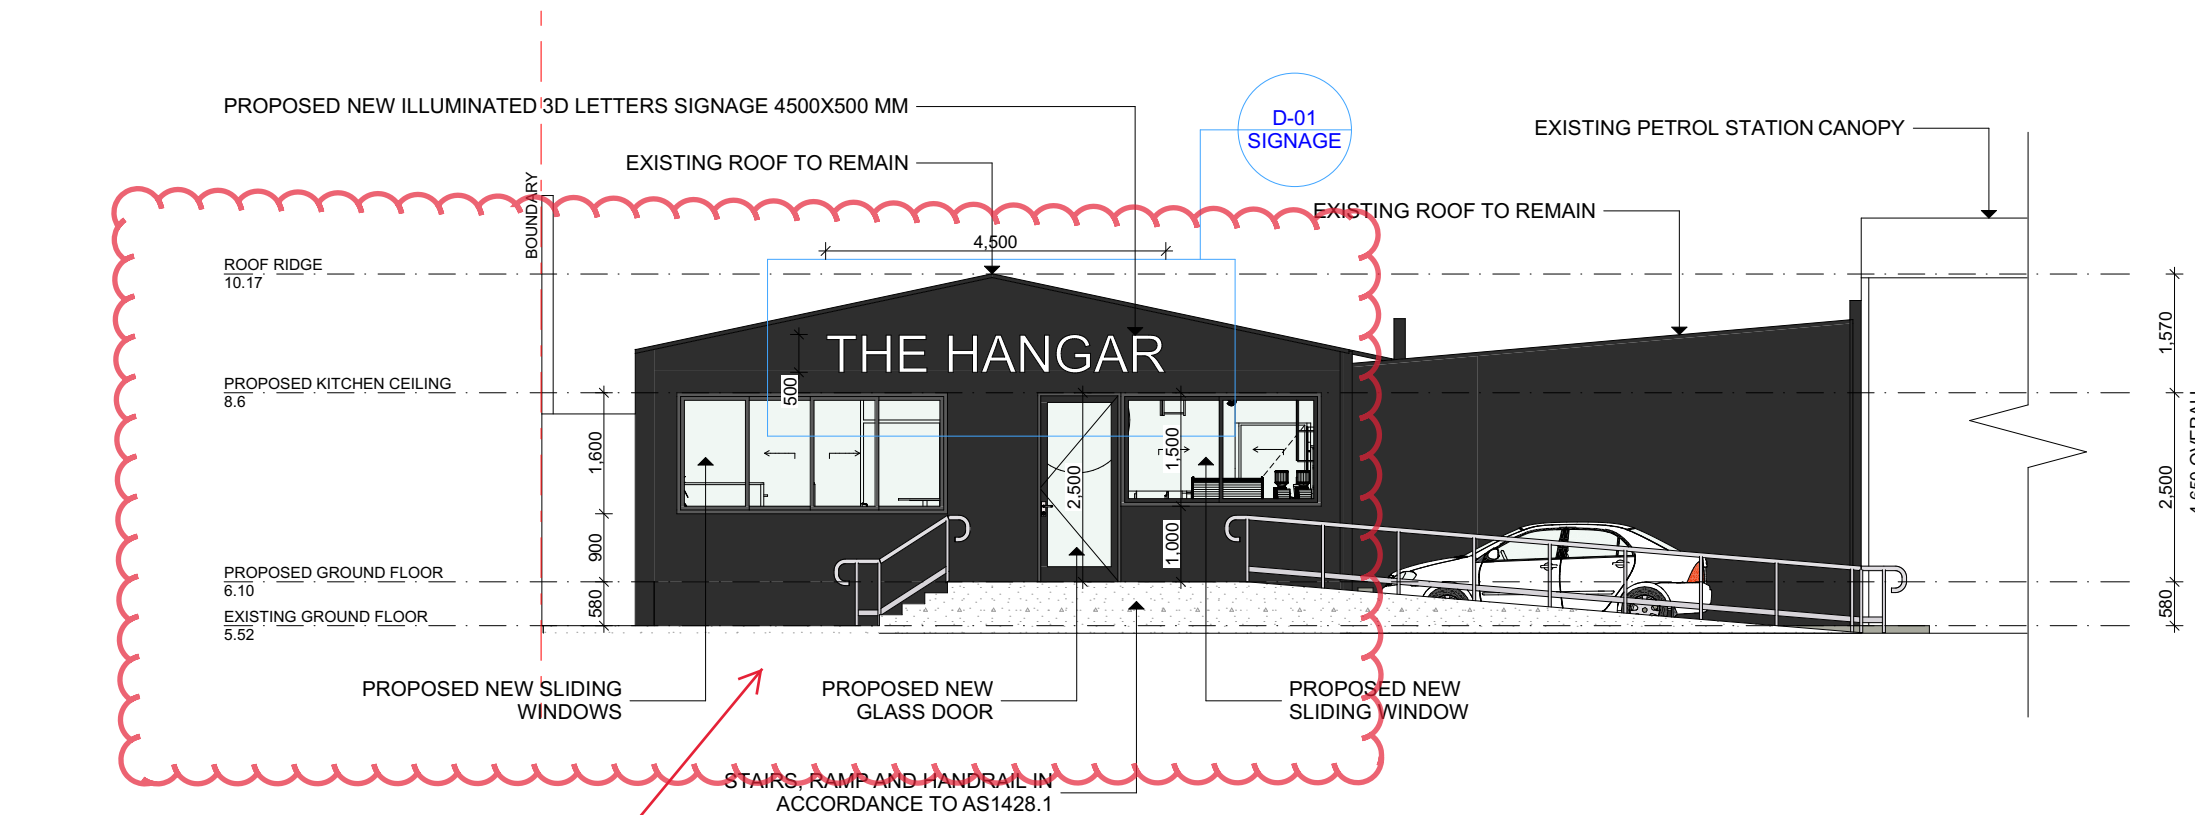 PROPOSED NEW ILLUMINATED 3D LETTERS SIGNAGE 4500X500 MM
D-01
SIGNAGE
EXISTING PETROL STATION CANOPY
EXISTING ROOF TO REMAIN
EXISTING ROOF TO REMAIN
BOUNDARY
4,500
ROOF RIDGE
10.17
THE HANGAR
500
1,570
PROPOSED KITCHEN CEILING
8.6
1,600
1,500
2,500
2,500
4,650 OVERALL
900
1,000
PROPOSED GROUND FLOOR
6.10
580
580
EXISTING GROUND FLOOR
5.52
PROPOSED NEW SLIDING
WINDOWS
PROPOSED NEW
GLASS DOOR
PROPOSED NEW
SLIDING WINDOW
STAIRS, RAMP AND HANDRAIL IN
ACCORDANCE TO AS1428.1